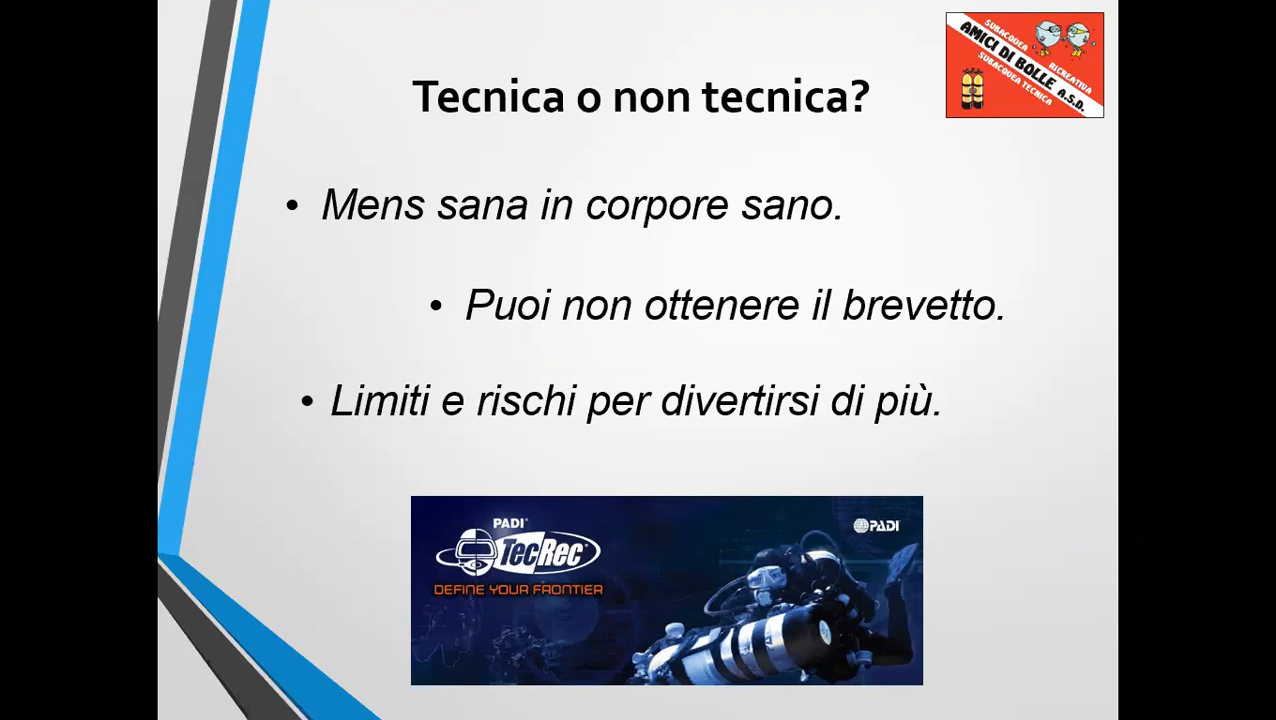 Tecnica o non tecnica?
SUBACQUEA RICREATIVA
AMICI DI BOLLE A.S.D.
SUBACQUEA TECNICA
• Mens sana in corpore sano.
• Puoi non ottenere il brevetto.
• Limiti e rischi per divertirsi di più.
PADI®
TecRec®
DEFINE YOUR FRONTIER
PADI